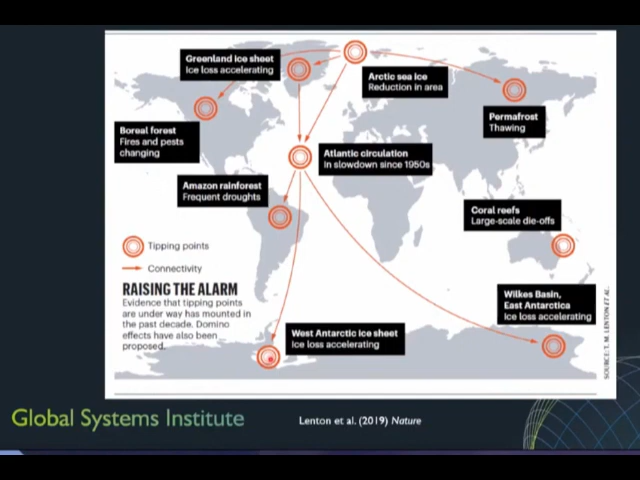 Greenland ice sheet
Ice loss accelerating
Arctic sea ice
Reduction in area
Boreal forest
Fires and pests
changing
Permafrost
Thawing
Atlantic circulation
In slowdown since 1950s
Amazon rainforest
Frequent droughts
Coral reefs
Large-scale die-offs
Tipping points
Connectivity
RAISING THE ALARM
Evidence that tipping points
are under way has mounted in
the past decade. Domino
effects have also been
proposed.
Wilkes Basin,
East Antarctica
Ice loss accelerating
West Antarctic ice sheet
Ice loss accelerating
SOURCE: T. M. LENTON ET AL.
Global Systems Institute
Lenton et al. (2019) Nature